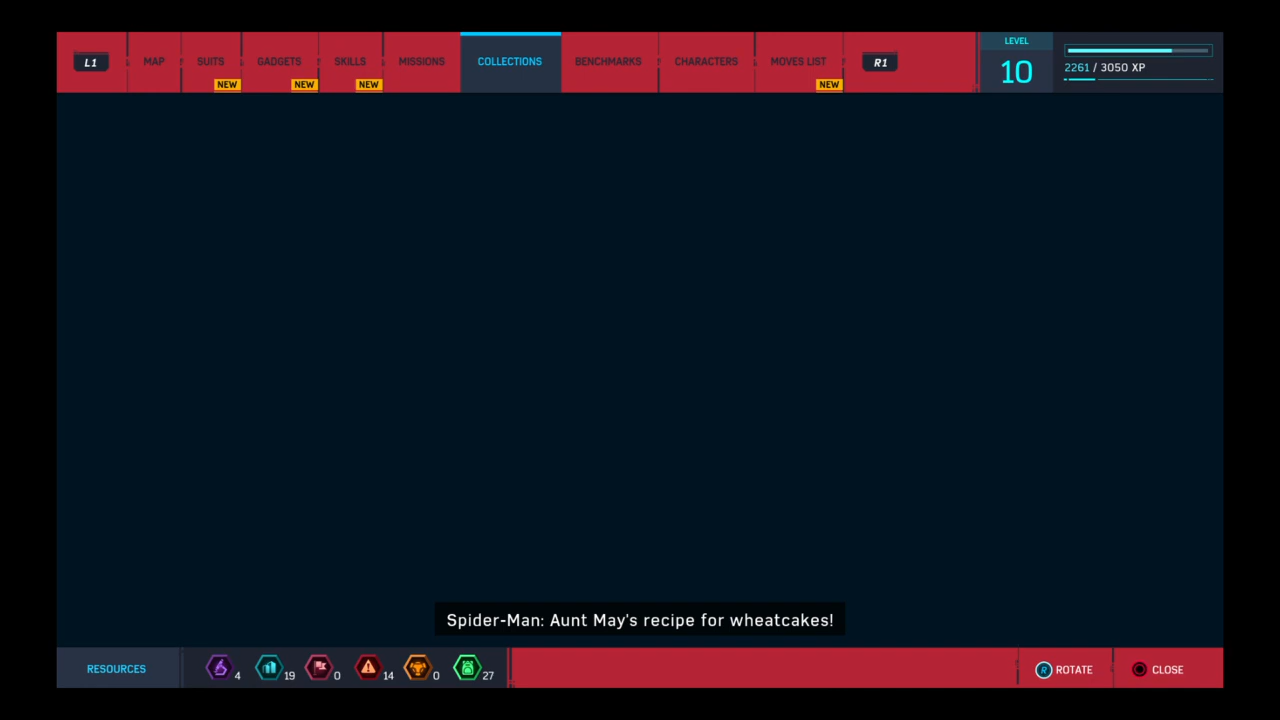 L1 MAP SUITS GADGETS SKILLS MISSIONS COLLECTIONS BENCHMARKS CHARACTERS MOVES LIST R1
NEW NEW NEW NEW
LEVEL
10
2261 / 3050 XP
Spider-Man: Aunt May's recipe for wheatcakes!
RESOURCES 4 19 0 14 0 27 R ROTATE CLOSE